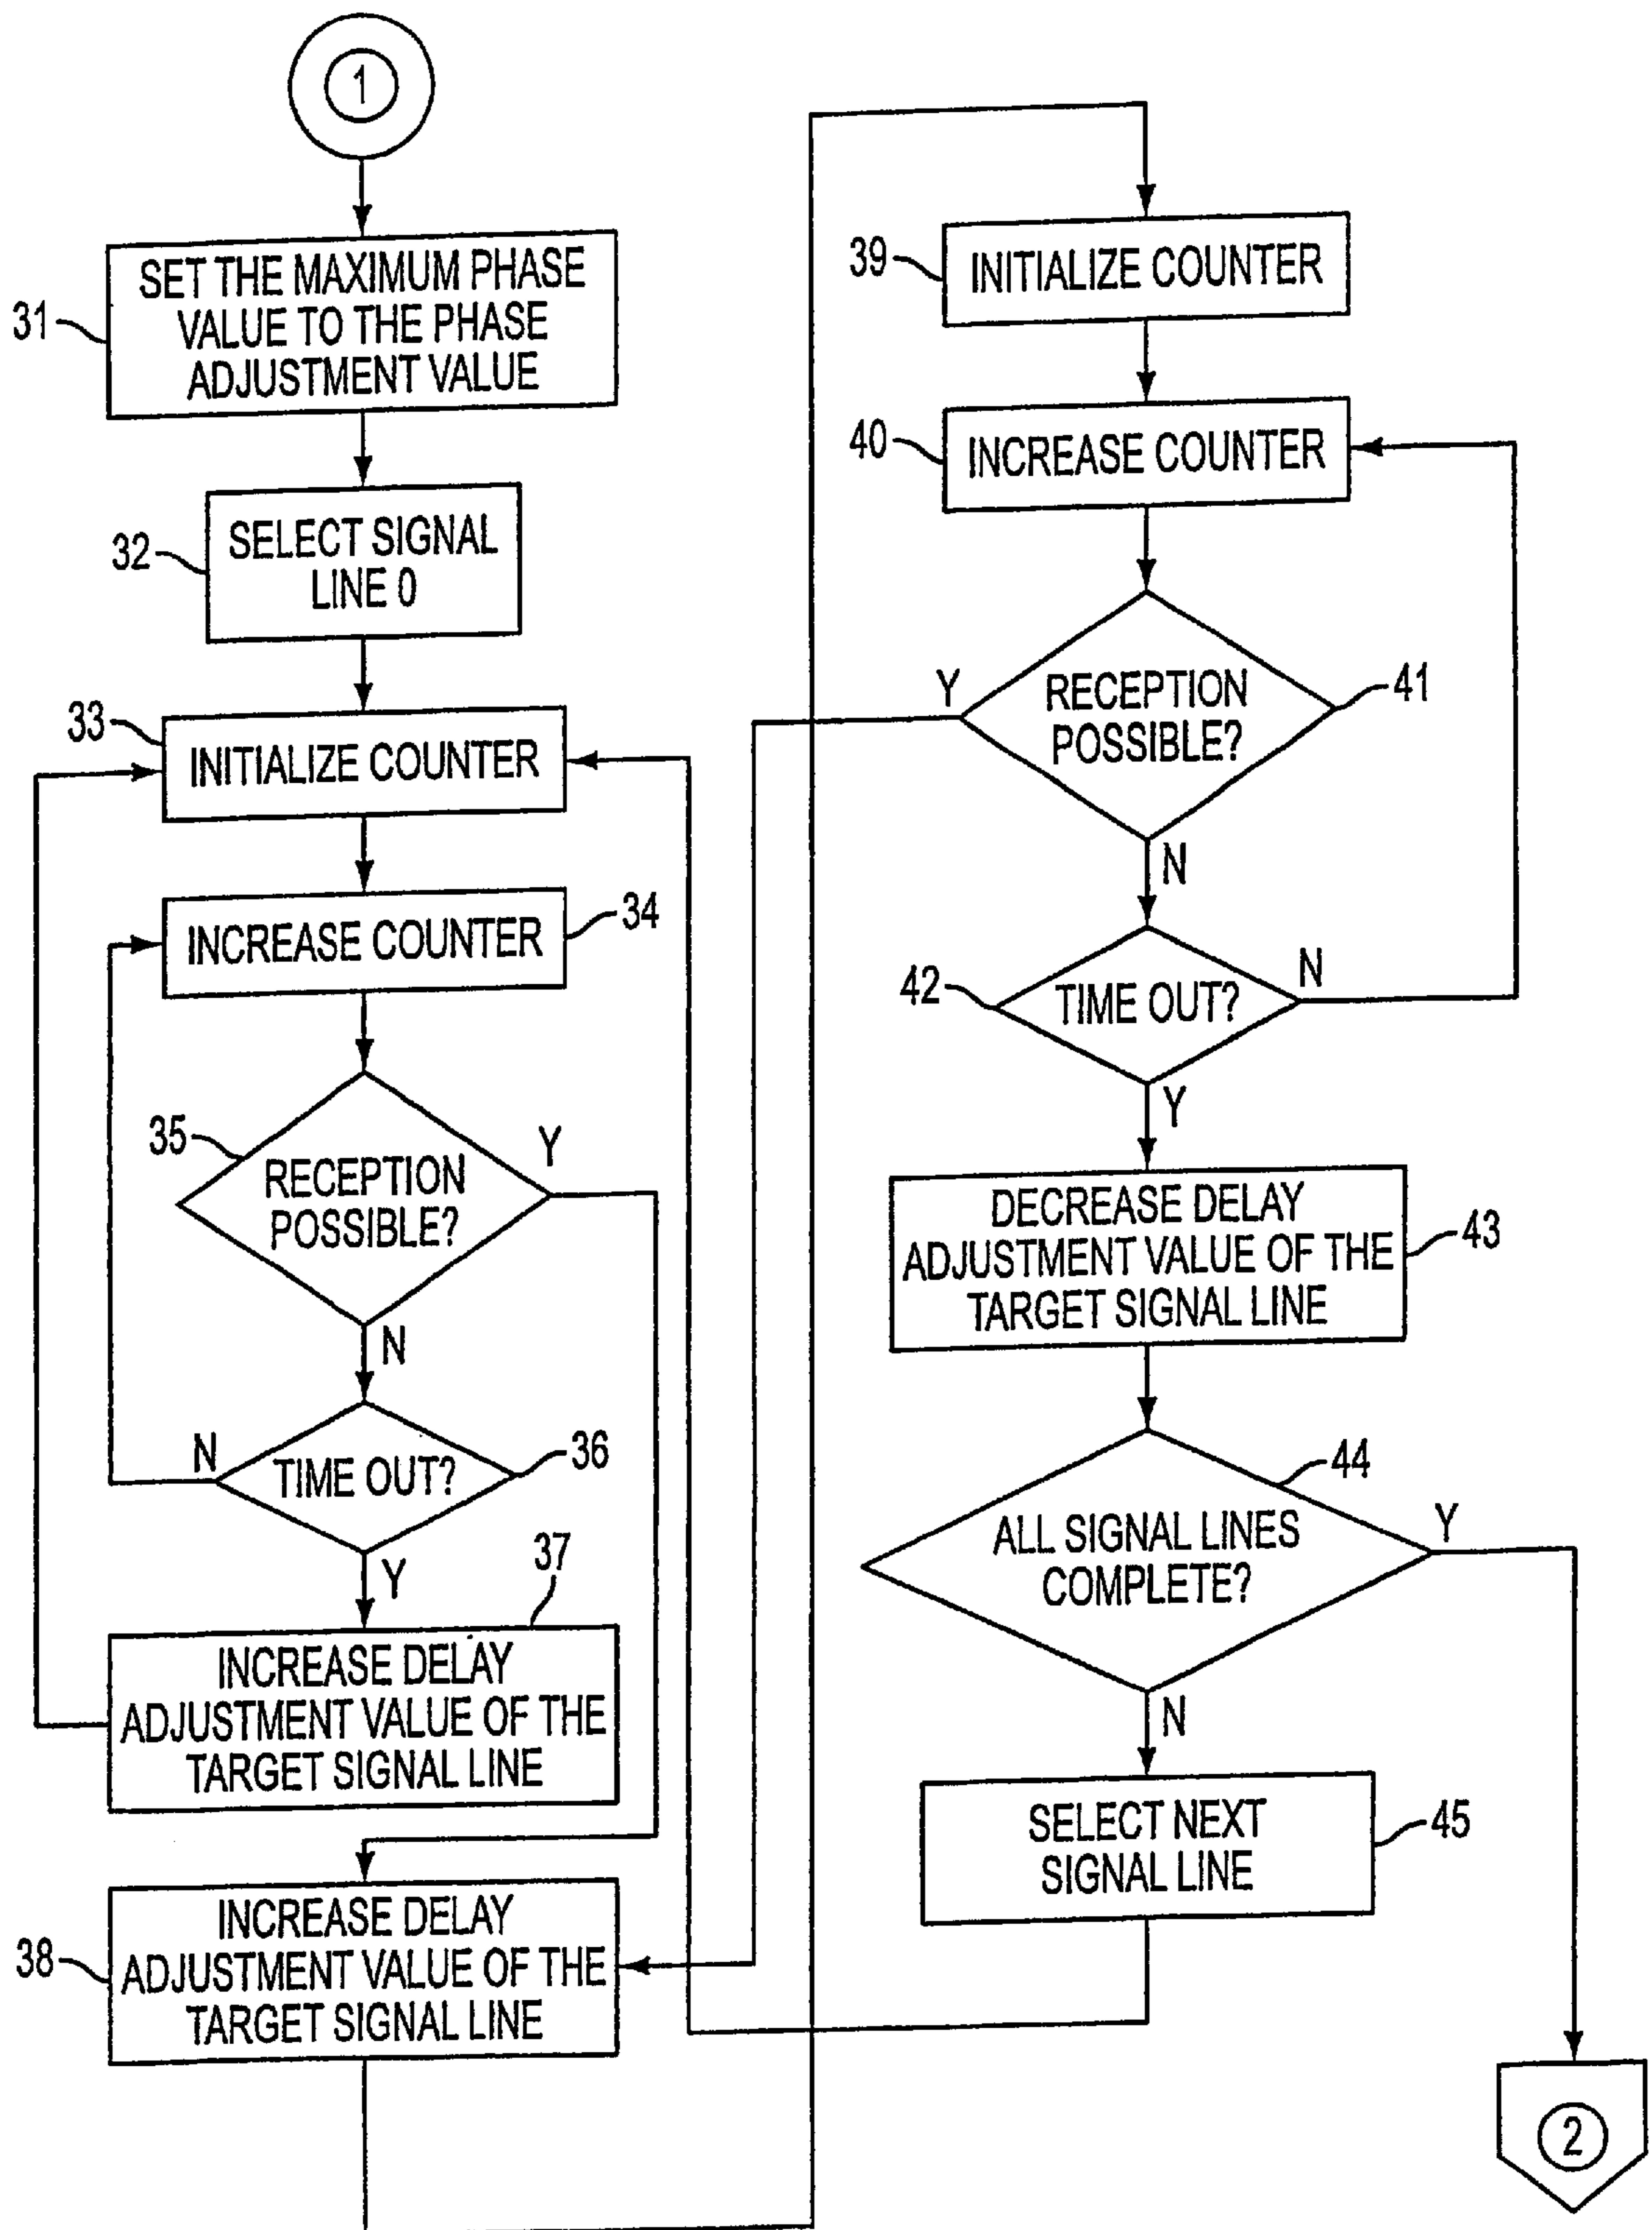 1
31
SET THE MAXIMUM PHASE
VALUE TO THE PHASE
ADJUSTMENT VALUE
32
SELECT SIGNAL
LINE 0
33
INITIALIZE COUNTER
34
INCREASE COUNTER
35
RECEPTION
POSSIBLE?
Y
N
36
TIME OUT?
N
Y
37
INCREASE DELAY
ADJUSTMENT VALUE OF THE
TARGET SIGNAL LINE
38
INCREASE DELAY
ADJUSTMENT VALUE OF THE
TARGET SIGNAL LINE
39
INITIALIZE COUNTER
40
INCREASE COUNTER
41
RECEPTION
POSSIBLE?
Y
N
42
TIME OUT?
N
Y
43
DECREASE DELAY
ADJUSTMENT VALUE OF THE
TARGET SIGNAL LINE
44
ALL SIGNAL LINES
COMPLETE?
Y
N
45
SELECT NEXT
SIGNAL LINE
2